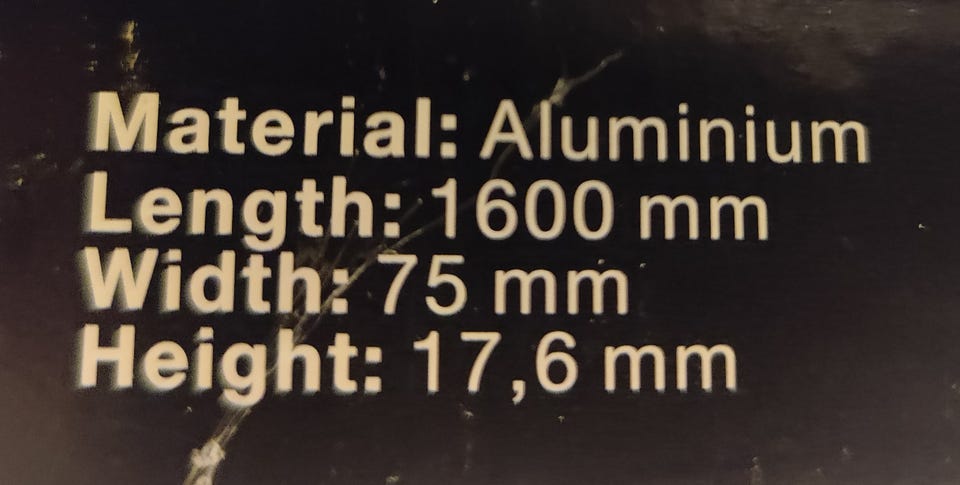 Material: Aluminium
Length: 1600 mm
Width: 75 mm
Height: 17,6 mm